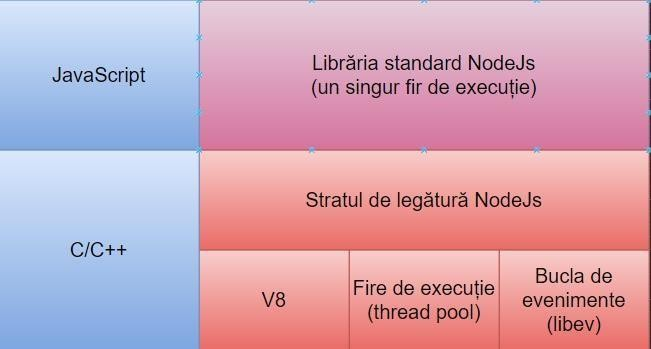 JavaScript
Librăria standard NodeJs
(un singur fir de execuție)
C/C++
Stratul de legătură NodeJs
V8
Fire de execuție
(thread pool)
Bucla de
evenimente
(libev)